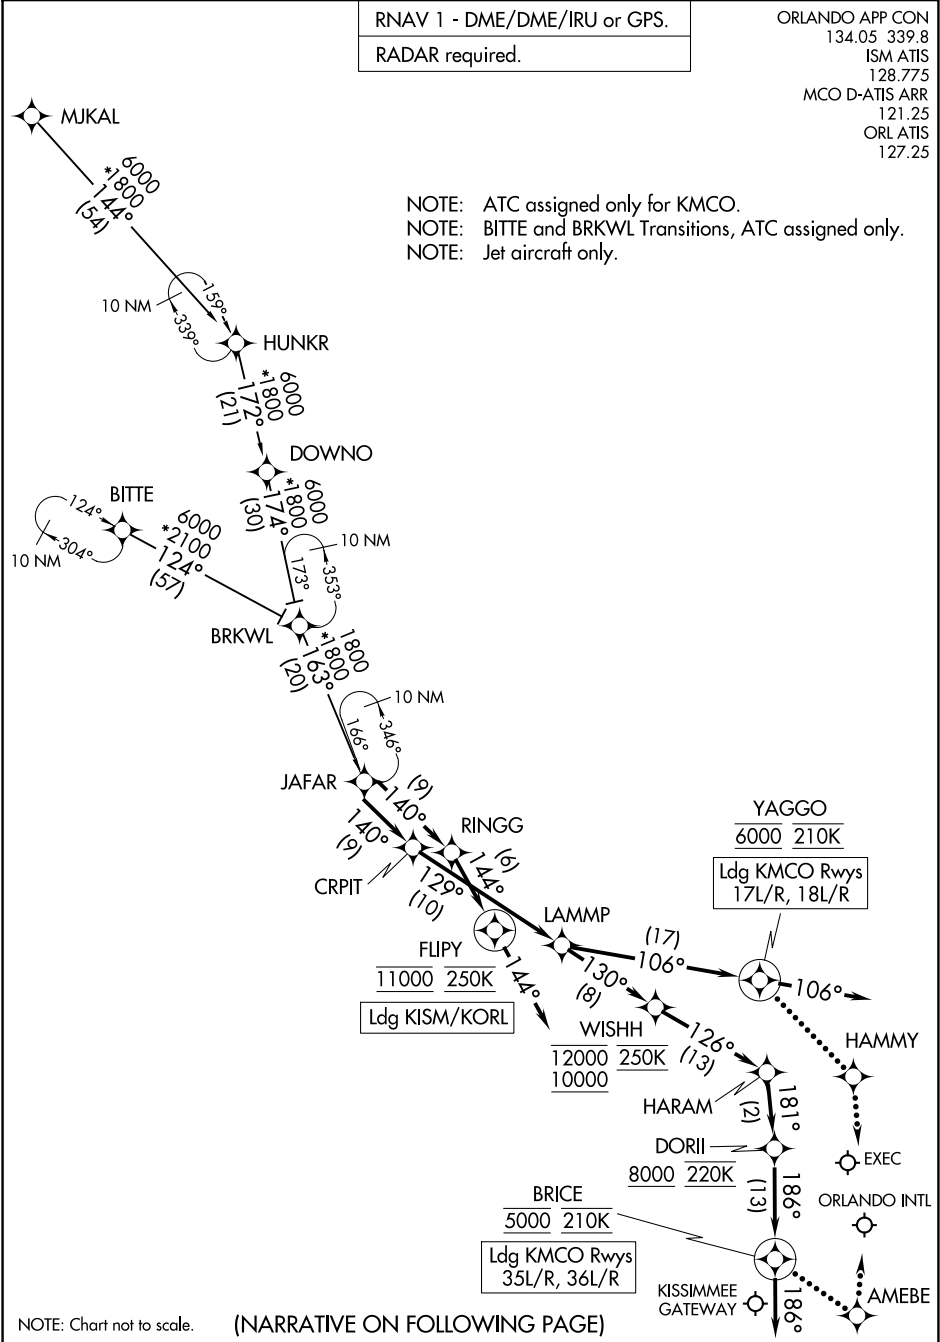 RNAV 1 - DME/DME/IRU or GPS.
RADAR required.
ORLANDO APP CON
134.05 339.8
ISM ATIS
128.775
MCO D-ATIS ARR
121.25
ORL ATIS
127.25
MJKAL
6000
*1800
144°
(54)
NOTE: ATC assigned only for KMCO.
NOTE: BITTE and BRKWL Transitions, ATC assigned only.
NOTE: Jet aircraft only.
10 NM
159°
339°
HUNKR
6000
*1800
172°
(21)
DOWNO
6000
*1800
174°
(30)
BITTE
124°
304°
10 NM
6000
*2100
124°
(57)
10 NM
173°
353°
BRKWL
1800
*1800
163°
(20)
10 NM
166°
346°
JAFAR
(9)
140°
140°
(9)
RINGG
(6)
144°
CRPIT
129°
(10)
YAGGO
6000 210K
Ldg KMCO Rwys
17L/R, 18L/R
LAMMP
(17)
106°
106°
FLIPY
11000 250K
Ldg KISM/KORL
144°
130°
(8)
WISHH
12000 250K
10000
126°
(13)
HAMMY
HARAM
181°
(2)
DORII
8000 220K
EXEC
186°
(13)
ORLANDO INTL
BRICE
5000 210K
Ldg KMCO Rwys
35L/R, 36L/R
KISSIMMEE
GATEWAY
186°
AMEBE
NOTE: Chart not to scale.
(NARRATIVE ON FOLLOWING PAGE)